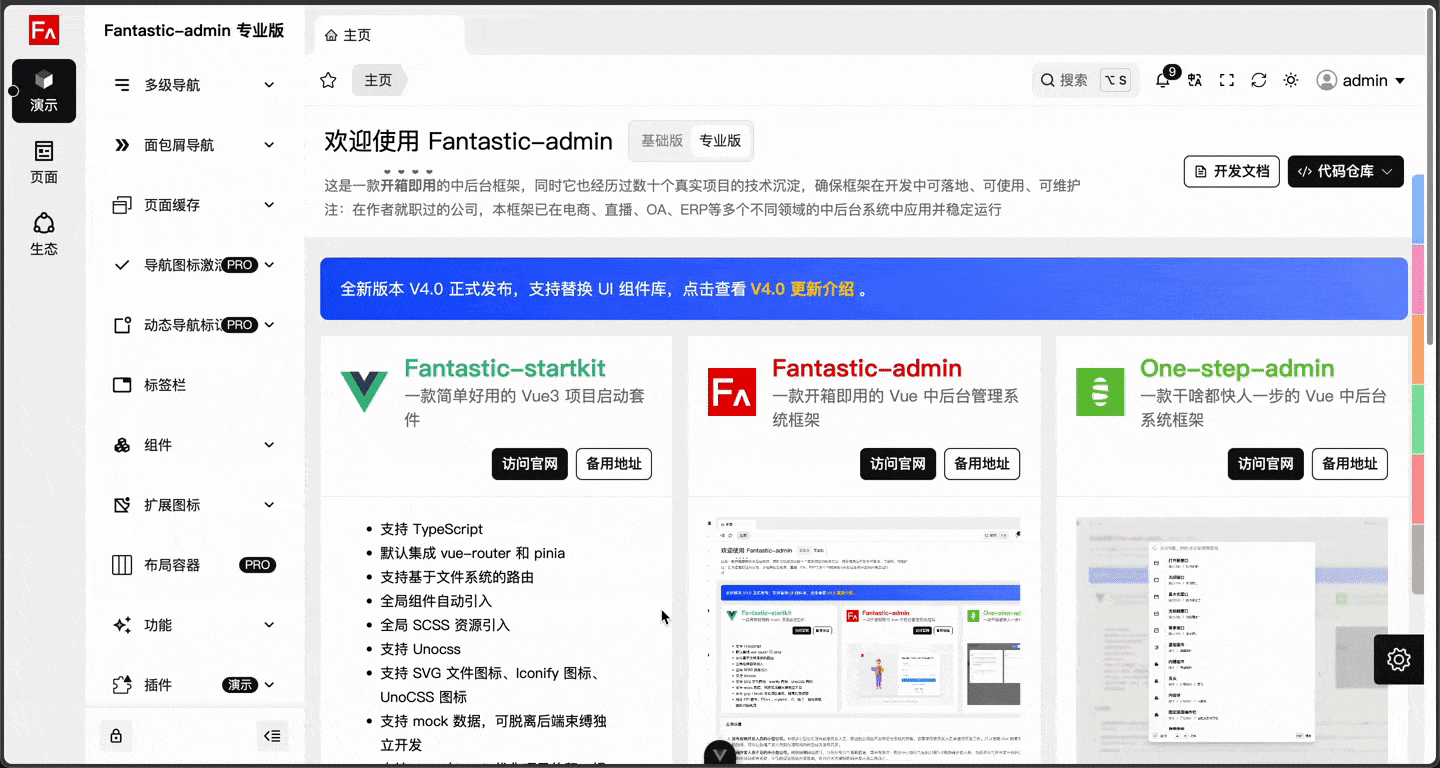 Fantastic-admin 专业版
演示
页面
生态
多级导航
面包屑导航
页面缓存
导航图标激活 PRO
动态导航标记 PRO
标签栏
组件
扩展图标
布局容器 PRO
功能
插件 演示
主页
主页
搜索 ⌥ S
9
admin
欢迎使用 Fantastic-admin
基础版 专业版
这是一款开箱即用的中后台框架，同时它也经历过数十个真实项目的技术沉淀，确保框架在开发中可落地、可使用、可维护
注：在作者就职过的公司，本框架已在电商、直播、OA、ERP等多个不同领域的中后台系统中应用并稳定运行
开发文档
代码仓库
全新版本 V4.0 正式发布，支持替换 UI 组件库，点击查看 V4.0 更新介绍 。
Fantastic-startkit
一款简单好用的 Vue3 项目启动套
件
访问官网 备用地址
• 支持 TypeScript
• 默认集成 vue-router 和 pinia
• 支持基于文件系统的路由
• 全局组件自动引入
• 全局 SCSS 资源引入
• 支持 Unocss
• 支持 SVG 文件图标、Iconify 图标、
UnoCSS 图标
• 支持 mock 数据，可脱离后端束缚独
立开发
Fantastic-admin
一款开箱即用的 Vue 中后台管理系
统框架
访问官网 备用地址
欢迎使用 Fantastic-admin
Fantastic-startkit
Fantastic-admin
One-step-admin
一款干啥都快人一步的 Vue 中后台
系统框架
访问官网 备用地址